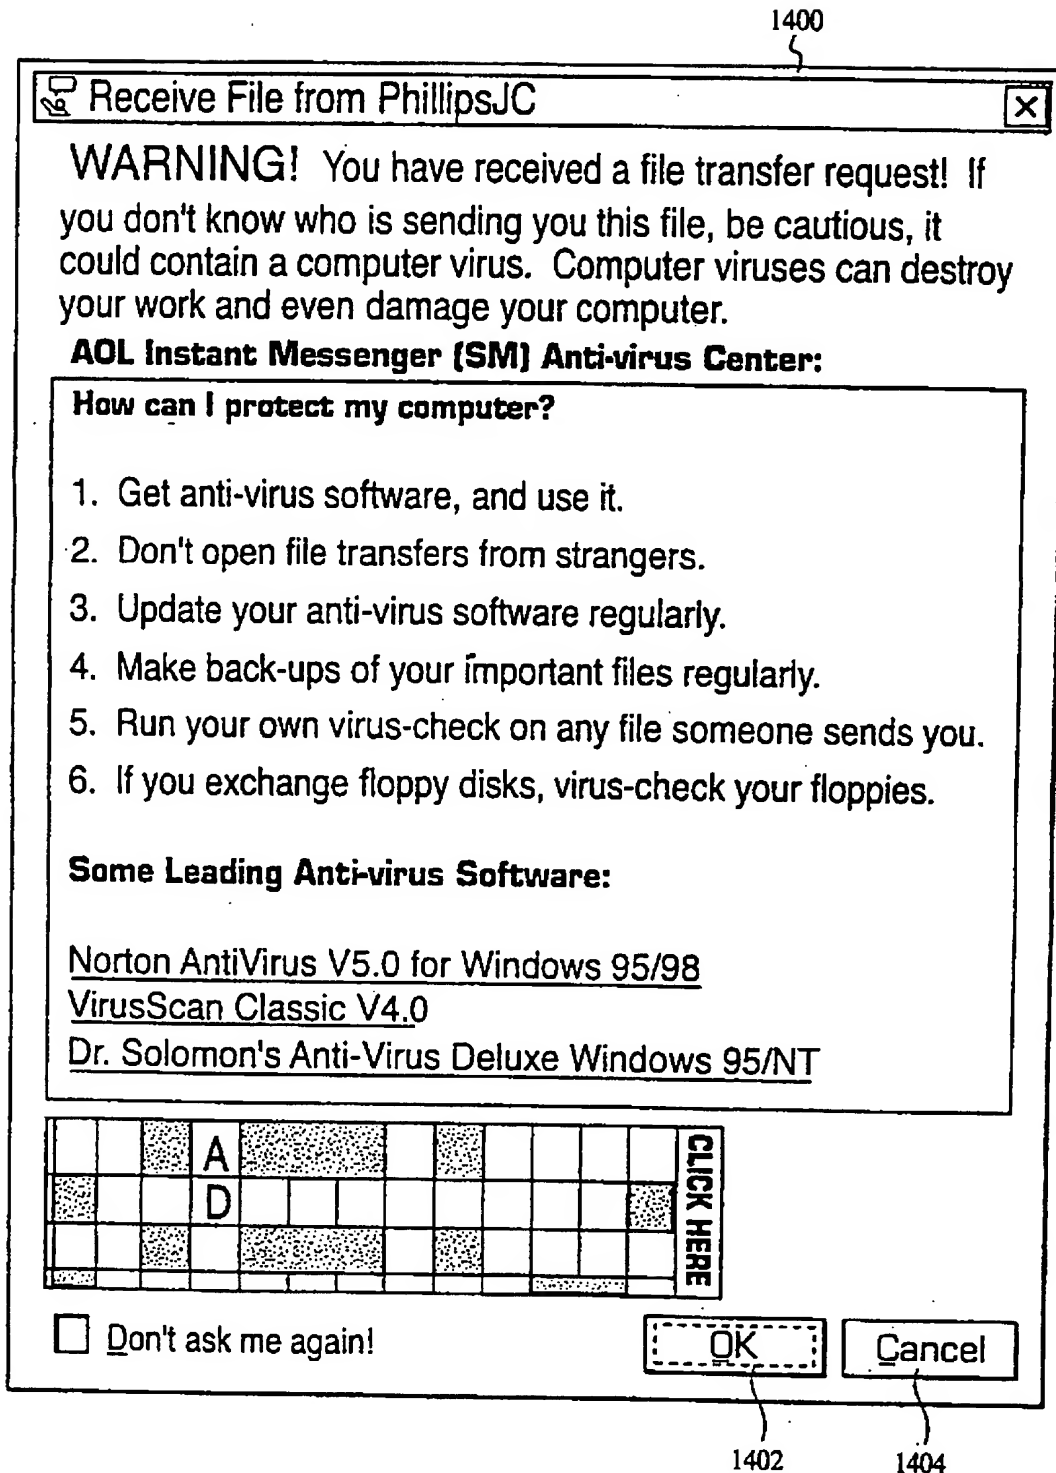 1400
Receive File from PhillipsJC
WARNING! You have received a file transfer request! If
you don't know who is sending you this file, be cautious, it
could contain a computer virus. Computer viruses can destroy
your work and even damage your computer.
AOL Instant Messenger (SM) Anti-virus Center:
How can I protect my computer?
1. Get anti-virus software, and use it.
2. Don't open file transfers from strangers.
3. Update your anti-virus software regularly.
4. Make back-ups of your important files regularly.
5. Run your own virus-check on any file someone sends you.
6. If you exchange floppy disks, virus-check your floppies.
Some Leading Anti-virus Software:
Norton AntiVirus V5.0 for Windows 95/98
VirusScan Classic V4.0
Dr. Solomon's Anti-Virus Deluxe Windows 95/NT
A
D
CLICK HERE
Don't ask me again!
OK
Cancel
1402
1404